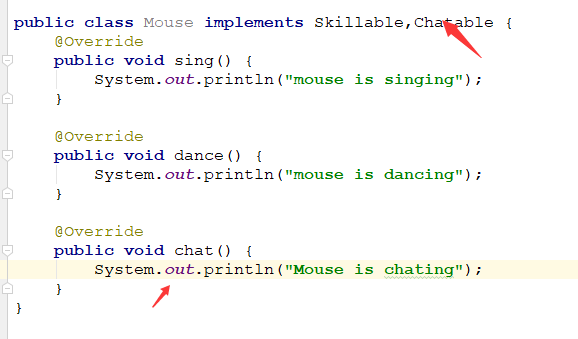 public class Mouse implements Skillable,Chatable {
@Override
public void sing() {
System.out.println("mouse is singing");
}
@Override
public void dance() {
System.out.println("mouse is dancing");
}
@Override
public void chat() {
System.out.println("Mouse is chating");
}
}